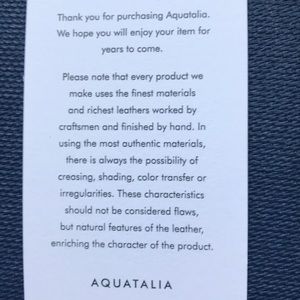 Thank you for purchasing Aquatalia.
We hope you will enjoy your item for
years to come.
Please note that every product we
make uses the finest materials
and richest leathers worked by
craftsmen and finished by hand. In
using the most authentic materials,
there is always the possibility of
creasing, shading, color transfer or
irregularities. These characteristics
should not be considered flaws,
but natural features of the leather,
enriching the character of the product.
AQUATALIA